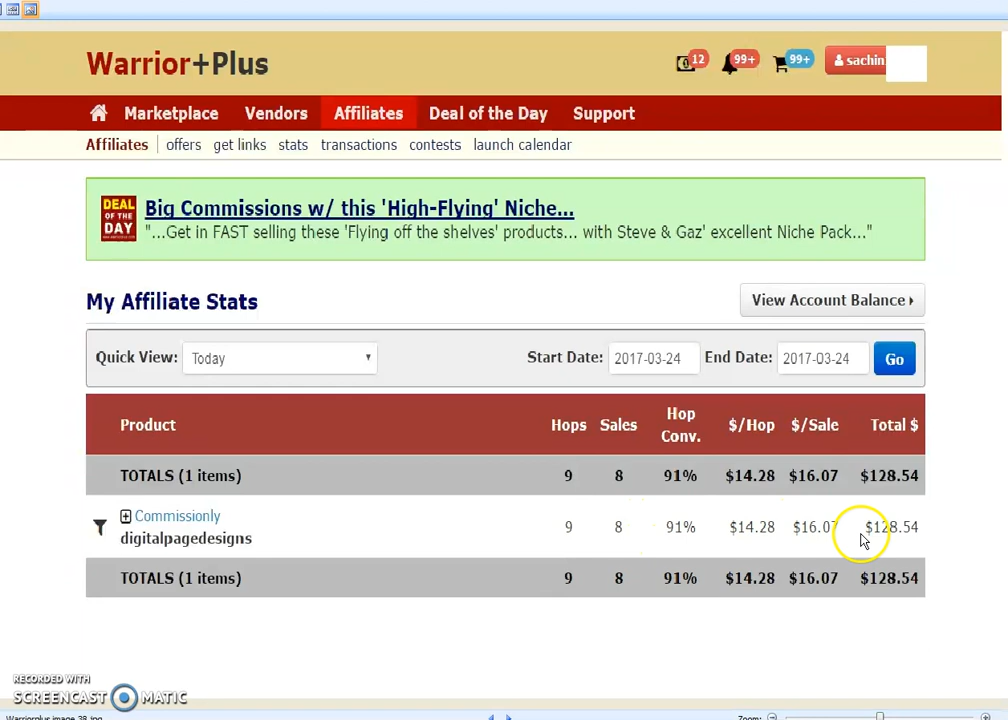 Warrior+Plus
12
99+
99+
sachin
Marketplace Vendors Affiliates Deal of the Day Support
Affiliates offers get links stats transactions contests launch calendar
DEAL
OF THE
DAY
Big Commissions w/ this 'High-Flying' Niche...
"...Get in FAST selling these 'Flying off the shelves' products... with Steve & Gaz' excellent Niche Pack..."
My Affiliate Stats
View Account Balance
Quick View: Today Start Date: 2017-03-24 End Date: 2017-03-24 Go
Product Hops Sales Hop Conv. $/Hop $/Sale Total $
TOTALS (1 items) 9 8 91% $14.28 $16.07 $128.54
Commissionly
digitalpagedesigns
9 8 91% $14.28 $16.07 $128.54
TOTALS (1 items) 9 8 91% $14.28 $16.07 $128.54
RECORDED WITH
SCREENCAST MATIC
Warriorplus image 38.jpg
Zoom: